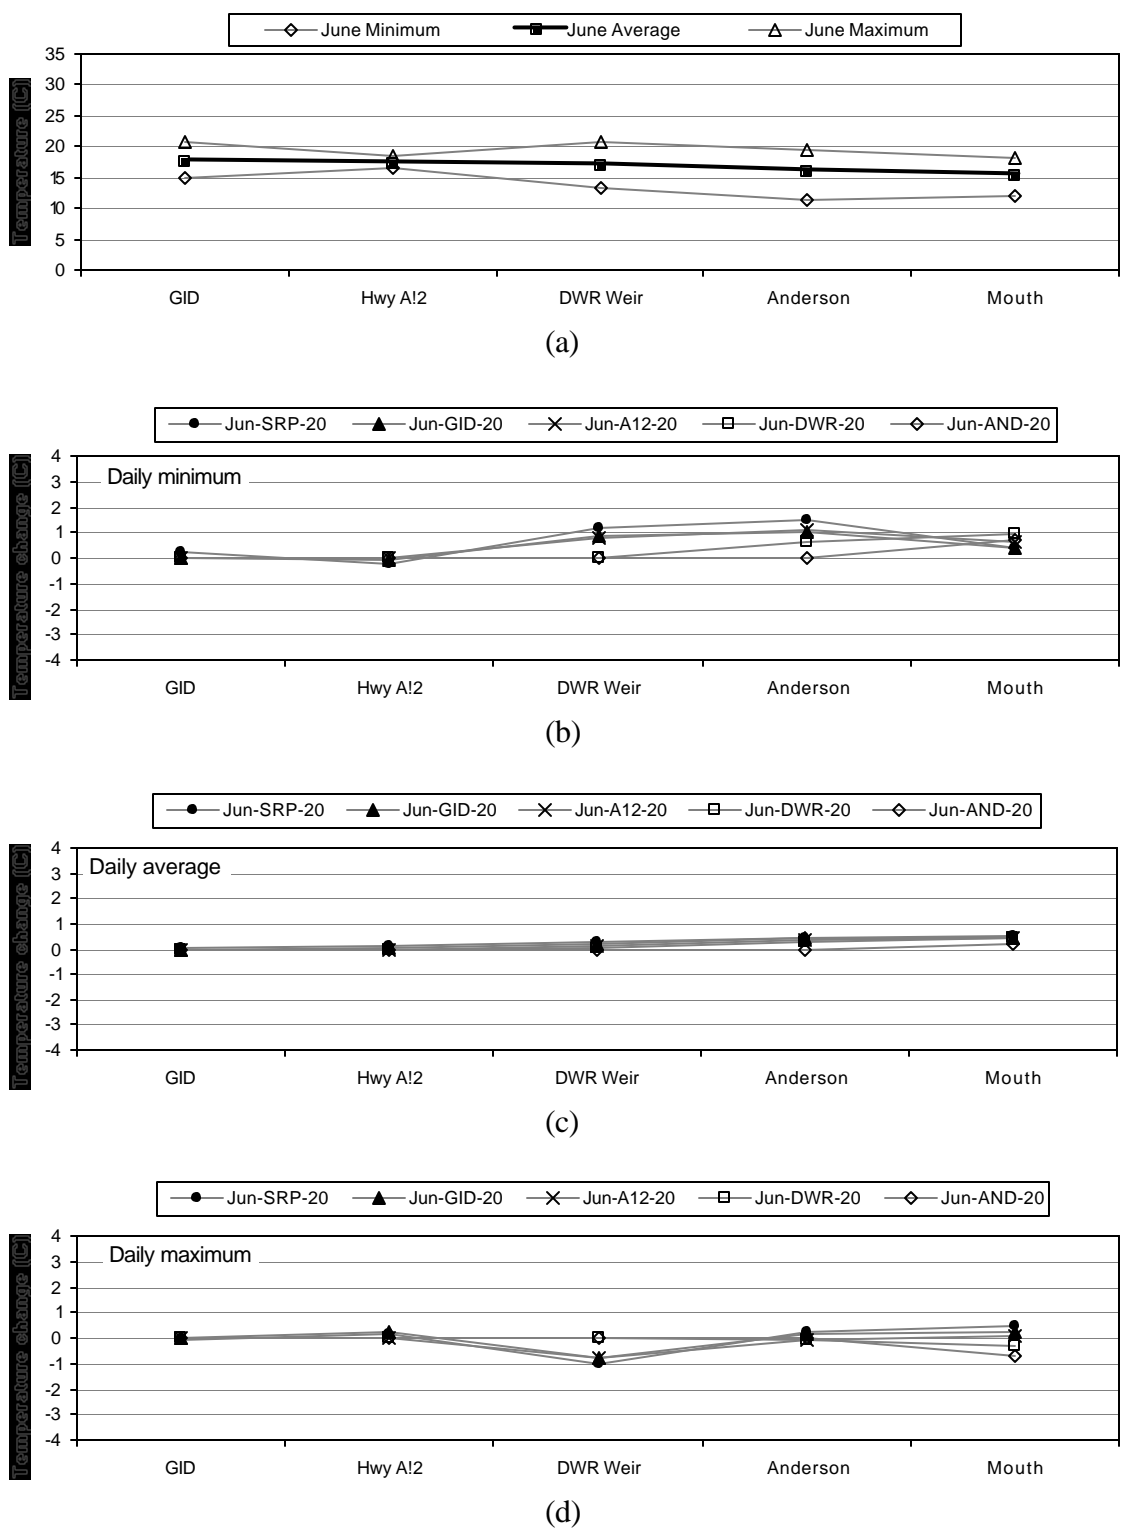 June Minimum June Average June Maximum
Temperature (C)
35
30
25
20
15
10
5
0
GID Hwy A!2 DWR Weir Anderson Mouth
(a)
Jun-SRP-20 Jun-GID-20 Jun-A12-20 Jun-DWR-20 Jun-AND-20
Temperature change (C)
4
3
2
1
0
-1
-2
-3
-4
Daily minimum
GID Hwy A!2 DWR Weir Anderson Mouth
(b)
Jun-SRP-20 Jun-GID-20 Jun-A12-20 Jun-DWR-20 Jun-AND-20
Temperature change (C)
4
3
2
1
0
-1
-2
-3
-4
Daily average
GID Hwy A!2 DWR Weir Anderson Mouth
(c)
Jun-SRP-20 Jun-GID-20 Jun-A12-20 Jun-DWR-20 Jun-AND-20
Temperature change (C)
4
3
2
1
0
-1
-2
-3
-4
Daily maximum
GID Hwy A!2 DWR Weir Anderson Mouth
(d)